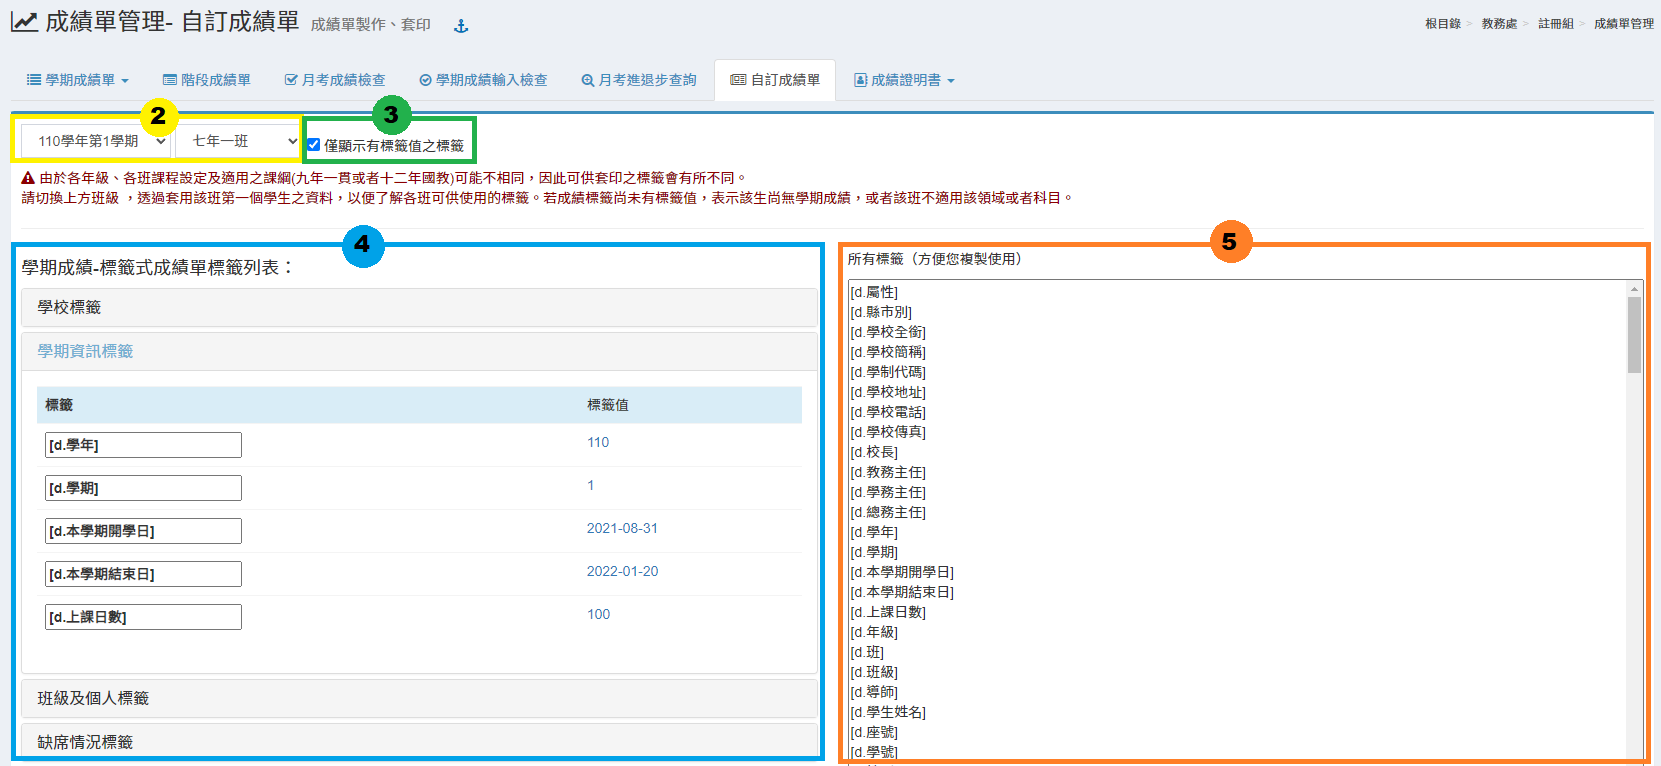 成績單管理- 自訂成績單 成績單製作、套印
根目錄 > 教務處 > 註冊組 > 成績單管理
學期成績單 階段成績單 月考成績檢查 學期成績輸入檢查 月考進退步查詢 自訂成績單 成績證明書
2
3
110學年第1學期 七年一班 僅顯示有標籤值之標籤
由於各年級、各班課程設定及適用之課綱(九年一貫或者十二年國教)可能不相同，因此可供套印之標籤會有所不同。
請切換上方班級 ，透過套用該班第一個學生之資料，以便了解各班可供使用的標籤。若成績標籤尚未有標籤值，表示該生尚無學期成績，或者該班不適用該領域或者科目。
4
學期成績-標籤式成績單標籤列表：
學校標籤
學期資訊標籤
標籤 標籤值
[d.學年] 110
[d.學期] 1
[d.本學期開學日] 2021-08-31
[d.本學期結束日] 2022-01-20
[d.上課日數] 100
班級及個人標籤
缺席情況標籤
5
所有標籤（方便您複製使用）
[d.屬性]
[d.縣市別]
[d.學校全銜]
[d.學校簡稱]
[d.學制代碼]
[d.學校地址]
[d.學校電話]
[d.學校傳真]
[d.校長]
[d.教務主任]
[d.學務主任]
[d.總務主任]
[d.學年]
[d.學期]
[d.本學期開學日]
[d.本學期結束日]
[d.上課日數]
[d.年級]
[d.班]
[d.班級]
[d.導師]
[d.學生姓名]
[d.座號]
[d.學號]